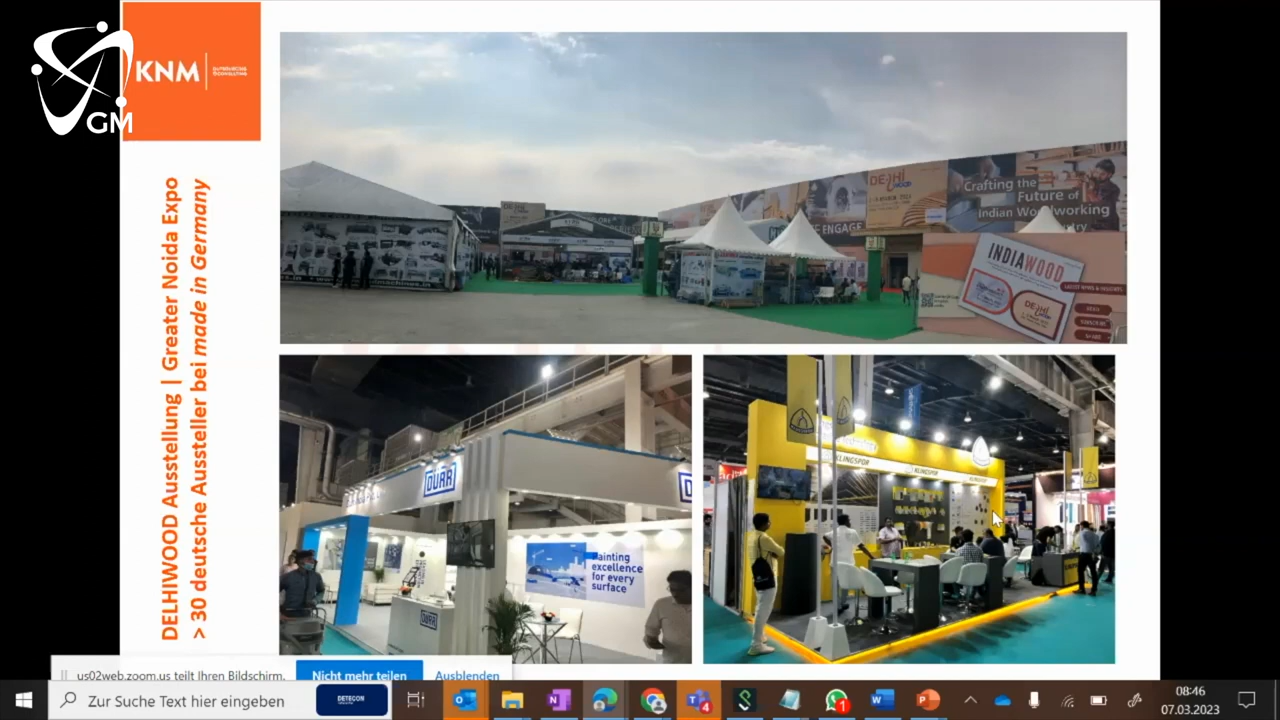 GM
KNM
DELHIWOOD Ausstellung | Greater Noida Expo
> 30 deutsche Aussteller bei made in Germany
DELHI
Crafting the
Future of
Indian Woodworking
ENGAGE
INDIAWOOD
DELHI
DÜRR
Painting
excellence
for every
surface
DÜRR
KLINGSPOR
KLINGSPOR
us02web.zoom.us teilt Ihren Bildschirm.
Nicht mehr teilen
Ausblenden
Zur Suche Text hier eingeben
DETECON
08:46
07.03.2023